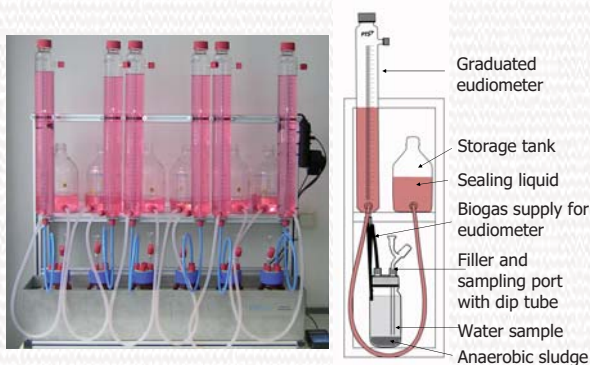 PTS
Graduated
eudiometer
Storage tank
Sealing liquid
Biogas supply for
eudiometer
Filler and
sampling port
with dip tube
Water sample
Anaerobic sludge